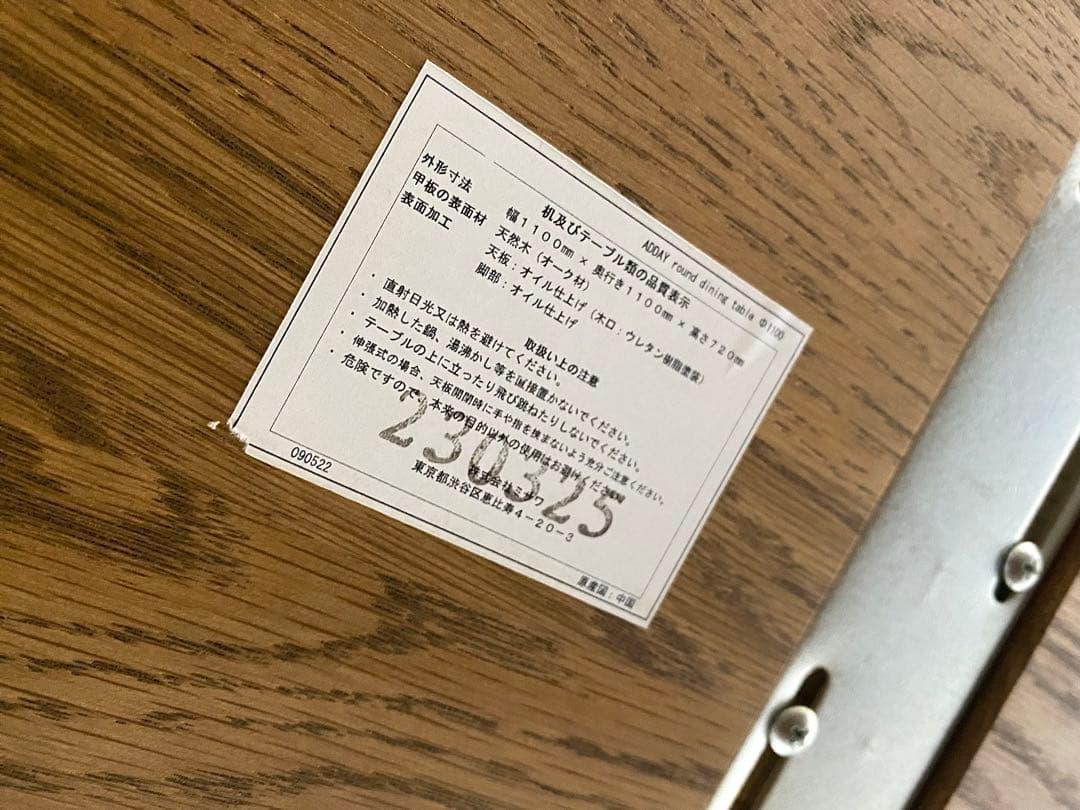 ADDAY round dining table Φ1100
机及びテーブル類の品質表示
外形寸法 幅1100mm × 奥行き1100mm × 高さ720mm
甲板の表面材 天然木(オーク材)
表面加工 天板:オイル仕上げ(木口:ウレタン樹脂塗装)
脚部:オイル仕上げ
取扱い上の注意
・直射日光又は熱を避けてください。
・加熱した鍋、湯沸かし等を直接置かないでください。
・テーブルの上に立ったり飛び跳ねたりしないでください。
・伸張式の場合、天板開閉時に手や指を挟まないよう充分ご注意ください。
・危険ですので、本来の目的以外の使用はお避けください。
230325
株式会社ミサワ
東京都渋谷区恵比寿4-20-3
090522
原産国:中国